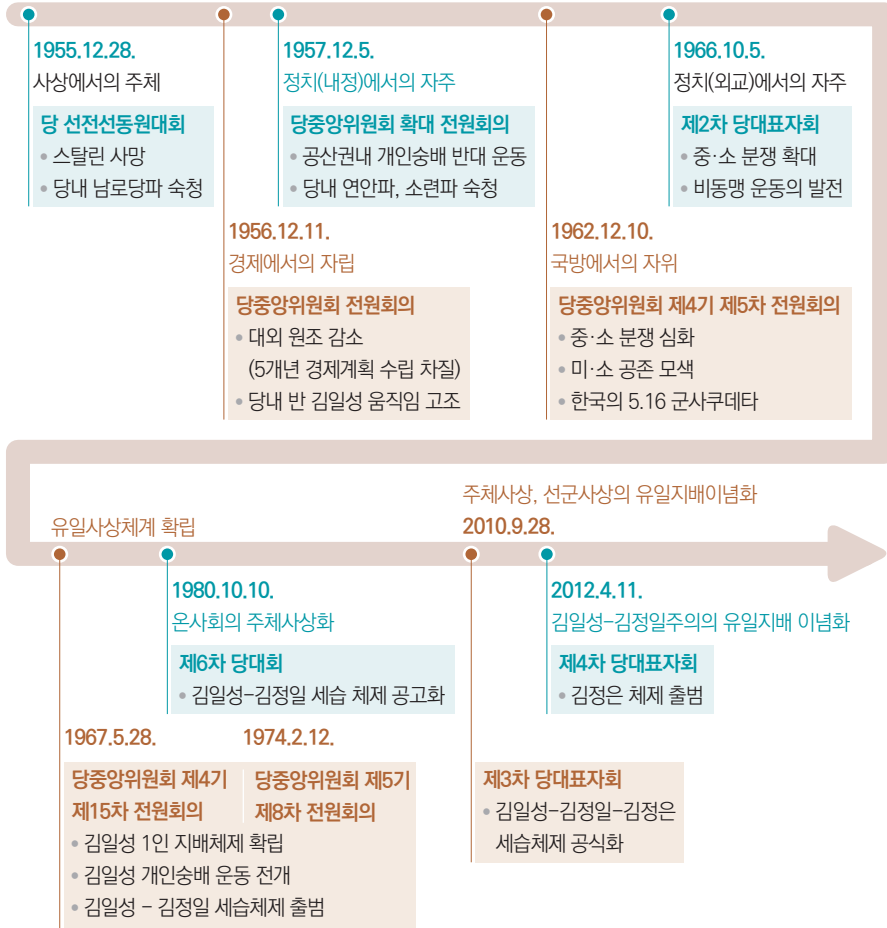 1955.12.28.
사상에서의 주체
당 선전선동원대회
• 스탈린 사망
• 당내 남로당파 숙청
1956.12.11.
경제에서의 자립
당중앙위원회 전원회의
• 대외 원조 감소
(5개년 경제계획 수립 차질)
• 당내 반 김일성 움직임 고조
1957.12.5.
정치(내정)에서의 자주
당중앙위원회 확대 전원회의
• 공산권내 개인숭배 반대 운동
• 당내 연안파, 소련파 숙청
1962.12.10.
국방에서의 자위
당중앙위원회 제4기 제5차 전원회의
• 중·소 분쟁 심화
• 미·소 공존 모색
• 한국의 5.16 군사쿠데타
1966.10.5.
정치(외교)에서의 자주
제2차 당대표자회
• 중·소 분쟁 확대
• 비동맹 운동의 발전
유일사상체계 확립
1967.5.28.
당중앙위원회 제4기
제15차 전원회의
1974.2.12.
당중앙위원회 제5기
제8차 전원회의
• 김일성 1인 지배체제 확립
• 김일성 개인숭배 운동 전개
• 김일성 – 김정일 세습체제 출범
1980.10.10.
온사회의 주체사상화
제6차 당대회
• 김일성–김정일 세습 체제 공고화
주체사상, 선군사상의 유일지배이념화
2010.9.28.
제3차 당대표자회
• 김일성–김정일–김정은
세습체제 공식화
2012.4.11.
김일성–김정일주의의 유일지배 이념화
제4차 당대표자회
• 김정은 체제 출범